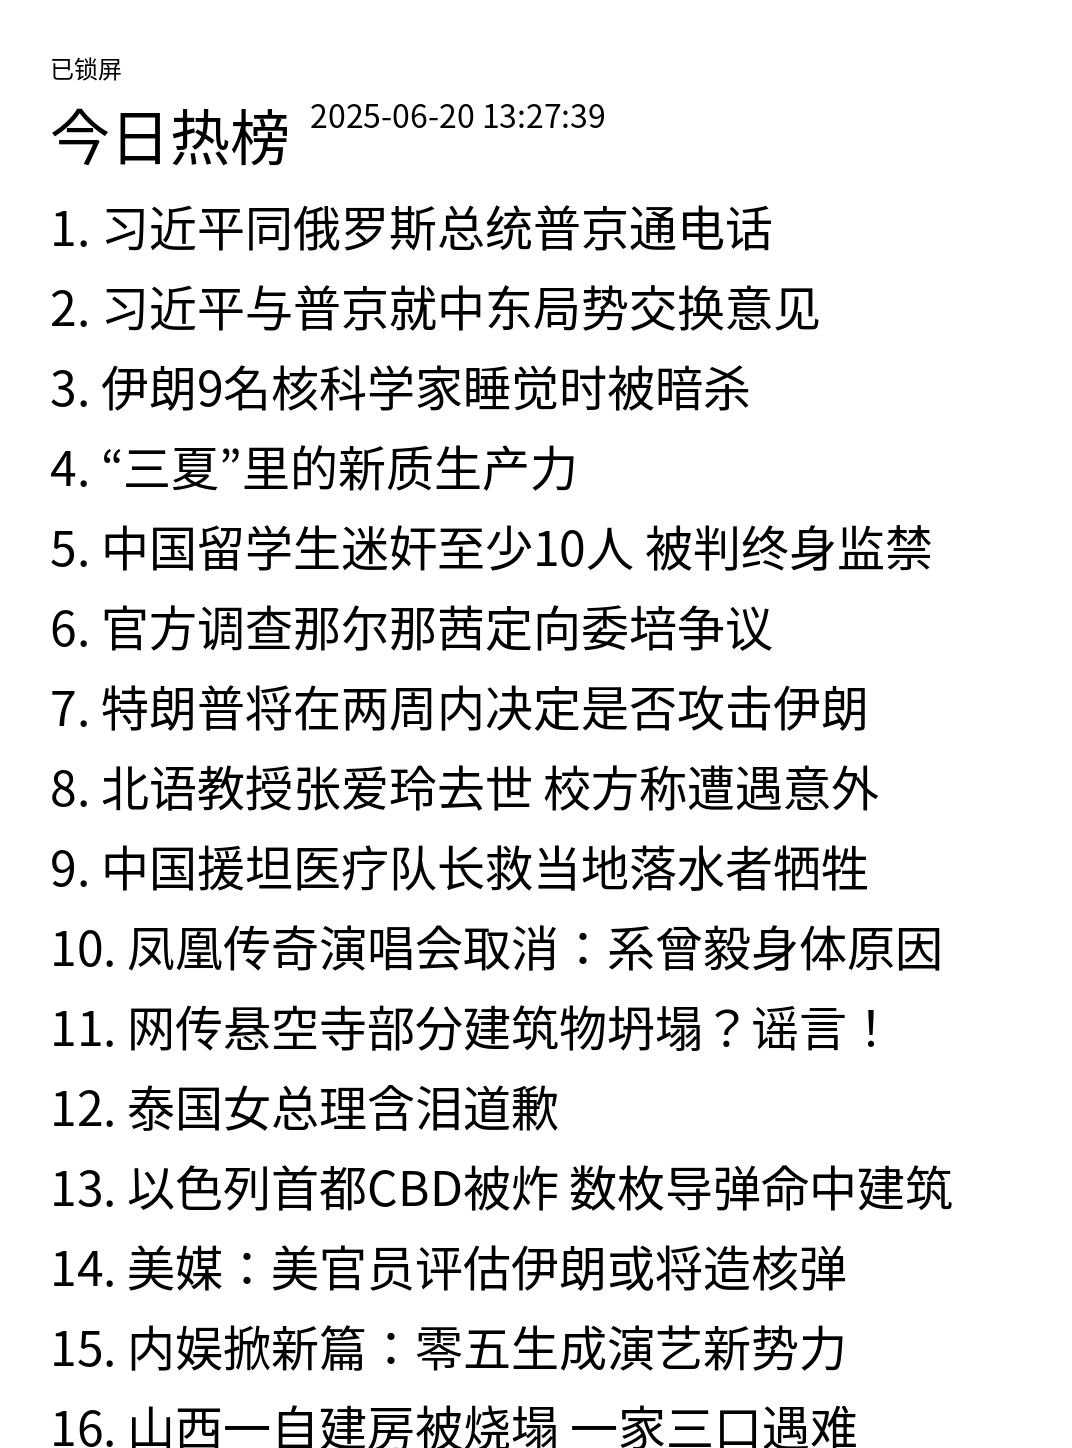 已锁屏
今日热榜 2025-06-20 13:27:39
1. 习近平同俄罗斯总统普京通电话
2. 习近平与普京就中东局势交换意见
3. 伊朗9名核科学家睡觉时被暗杀
4. “三夏”里的新质生产力
5. 中国留学生迷奸至少10人 被判终身监禁
6. 官方调查那尔那茜定向委培争议
7. 特朗普将在两周内决定是否攻击伊朗
8. 北语教授张爱玲去世 校方称遭遇意外
9. 中国援坦医疗队长救当地落水者牺牲
10. 凤凰传奇演唱会取消：系曾毅身体原因
11. 网传悬空寺部分建筑物坍塌？谣言！
12. 泰国女总理含泪道歉
13. 以色列首都CBD被炸 数枚导弹命中建筑
14. 美媒：美官员评估伊朗或将造核弹
15. 内娱掀新篇：零五生成演艺新势力
16. 山西一自建房被烧塌 一家三口遇难